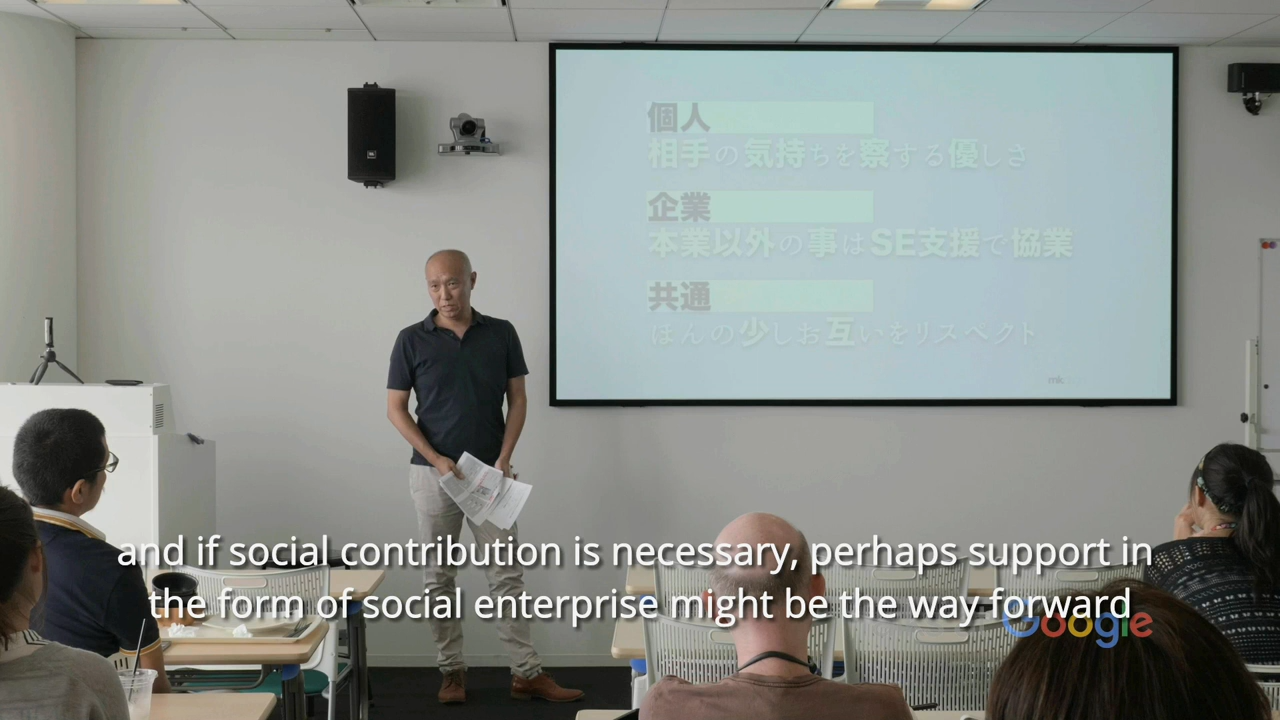 個人
相手の気持ちを察する優しさ
企業
本業以外の事はSE支援で協業
共通
ほんの少しお互いをリスペクト
and if social contribution is necessary, perhaps support in
the form of social enterprise might be the way forward
Google